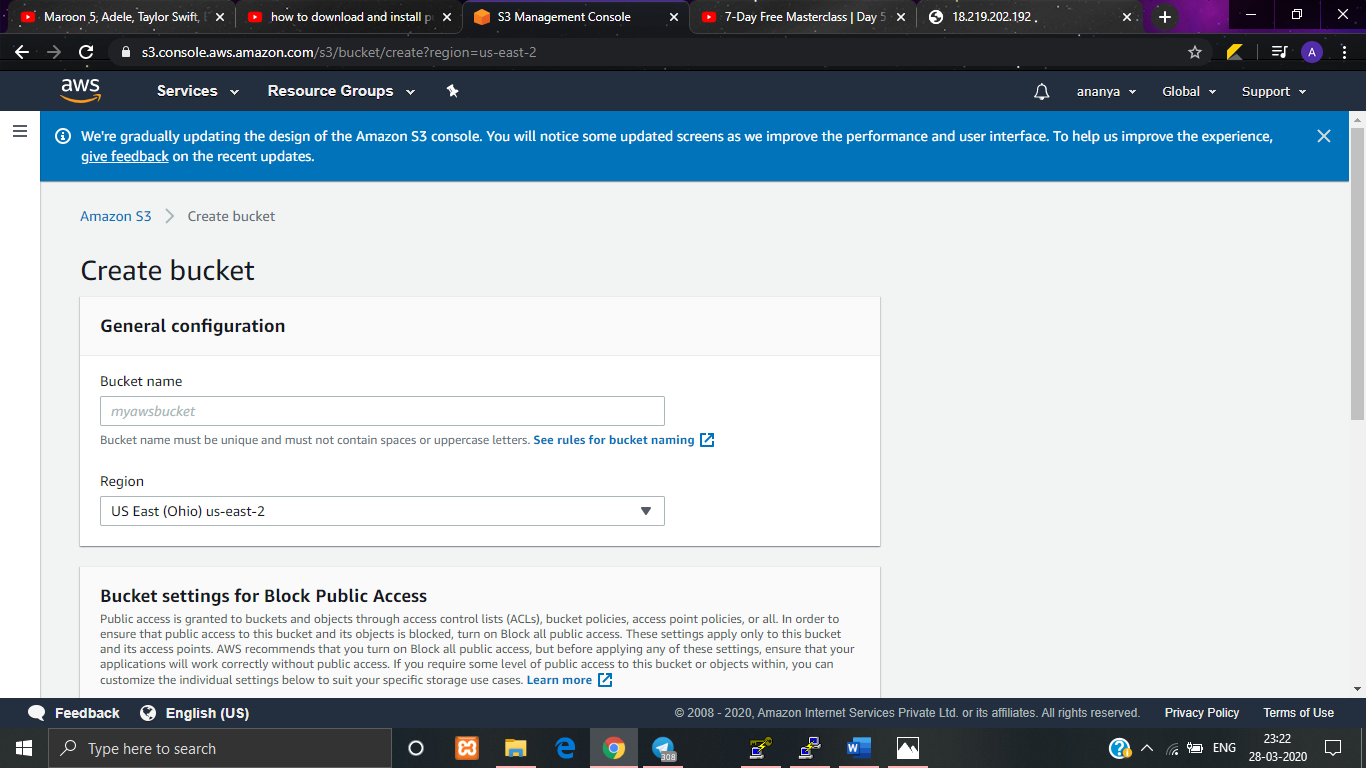 Maroon 5, Adele, Taylor Swift,
how to download and install p
S3 Management Console
7-Day Free Masterclass | Day 5
18.219.202.192
s3.console.aws.amazon.com/s3/bucket/create?region=us-east-2
A
aws
Services
Resource Groups
ananya
Global
Support
We're gradually updating the design of the Amazon S3 console. You will notice some updated screens as we improve the performance and user interface. To help us improve the experience,
give feedback on the recent updates.
Amazon S3
Create bucket
Create bucket
General configuration
Bucket name
myawsbucket
Bucket name must be unique and must not contain spaces or uppercase letters. See rules for bucket naming
Region
US East (Ohio) us-east-2
Bucket settings for Block Public Access
Public access is granted to buckets and objects through access control lists (ACLs), bucket policies, access point policies, or all. In order to
ensure that public access to this bucket and its objects is blocked, turn on Block all public access. These settings apply only to this bucket
and its access points. AWS recommends that you turn on Block all public access, but before applying any of these settings, ensure that your
applications will work correctly without public access. If you require some level of public access to this bucket or objects within, you can
customize the individual settings below to suit your specific storage use cases. Learn more
Feedback
English (US)
© 2008 - 2020, Amazon Internet Services Private Ltd. or its affiliates. All rights reserved.
Privacy Policy
Terms of Use
Type here to search
308
ENG
23:22
28-03-2020